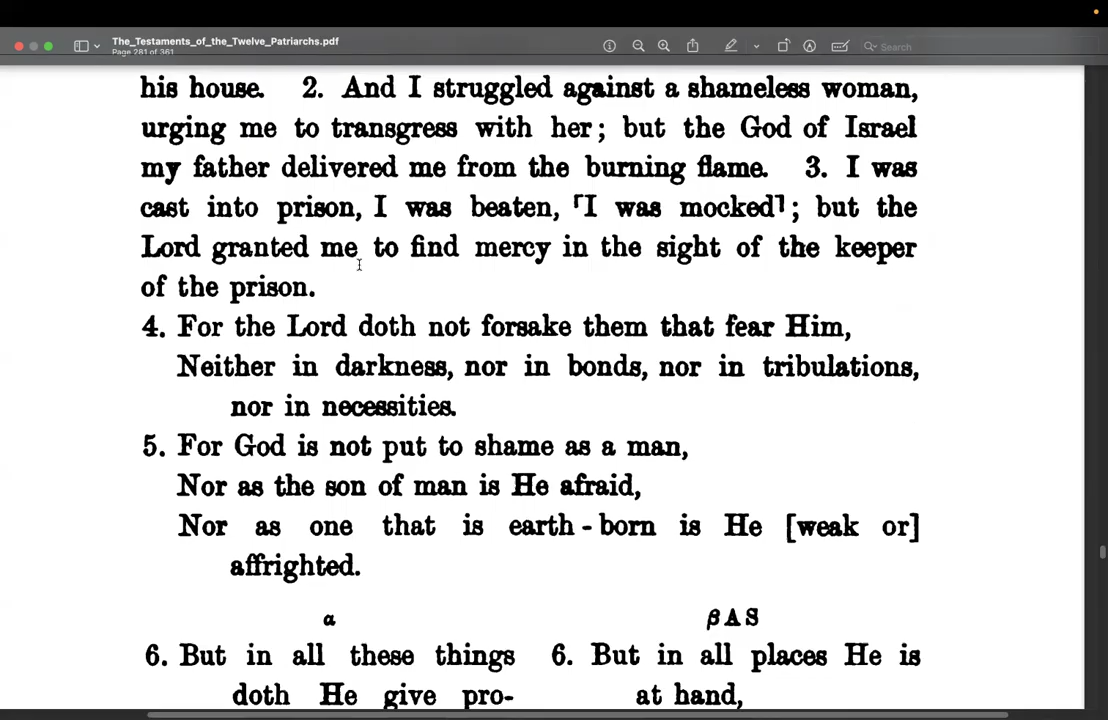 The_Testaments_of_the_Twelve_Patriarchs.pdf
Page 281 of 361
Search
his house. 2. And I struggled against a shameless woman,
urging me to transgress with her; but the God of Israel
my father delivered me from the burning flame. 3. I was
cast into prison, I was beaten, ⌜I was mocked⌝; but the
Lord granted me to find mercy in the sight of the keeper
of the prison.
4. For the Lord doth not forsake them that fear Him,
Neither in darkness, nor in bonds, nor in tribulations,
nor in necessities.
5. For God is not put to shame as a man,
Nor as the son of man is He afraid,
Nor as one that is earth-born is He [weak or]
affrighted.
α
6. But in all these things
doth He give pro-
β A S
6. But in all places He is
at hand,